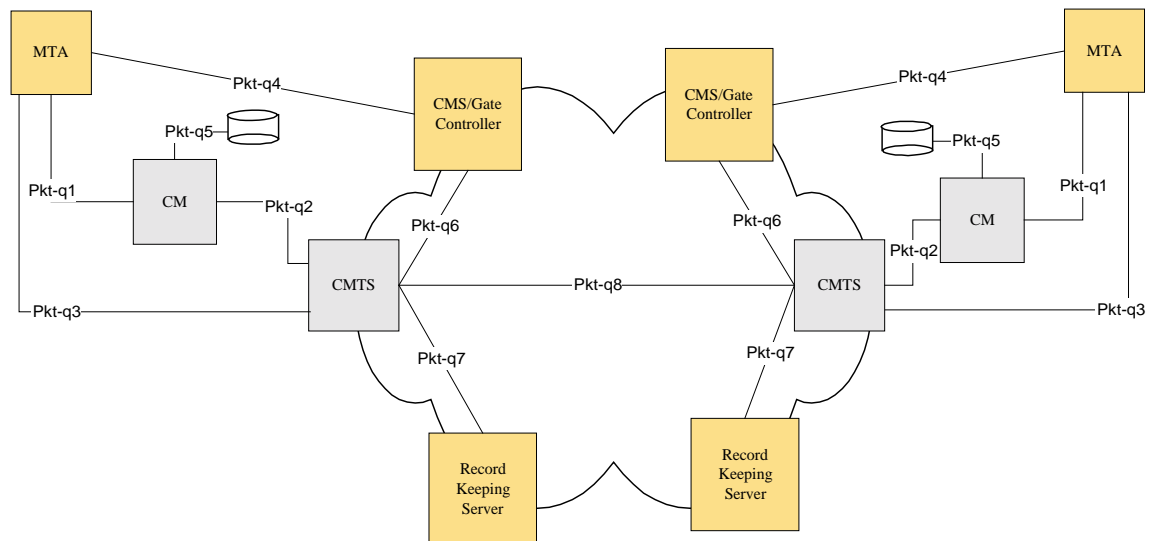 MTA
MTA
Pkt-q4
Pkt-q4
CMS/Gate
Controller
CMS/Gate
Controller
Pkt-q5
Pkt-q5
Pkt-q1
Pkt-q1
CM
CM
Pkt-q2
Pkt-q2
Pkt-q6
Pkt-q6
CMTS
CMTS
Pkt-q8
Pkt-q3
Pkt-q3
Pkt-q7
Pkt-q7
Record
Keeping
Server
Record
Keeping
Server